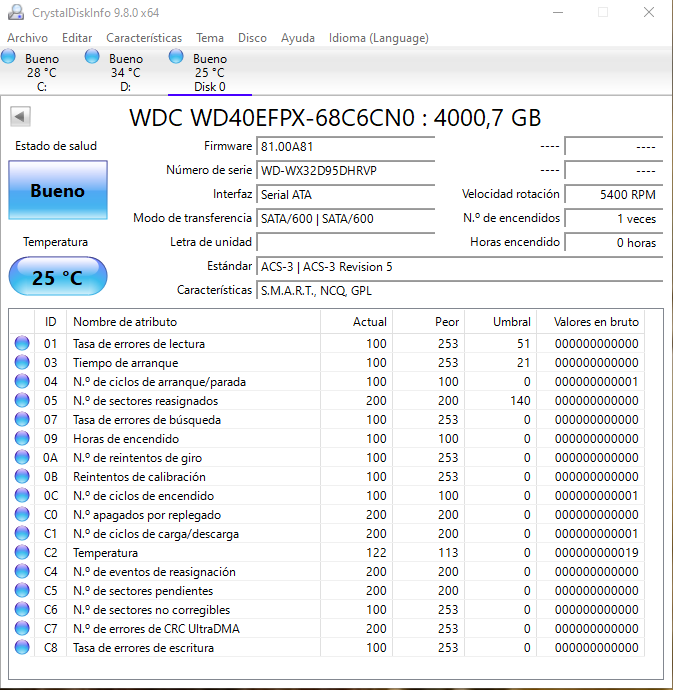 CrystalDiskInfo 9.8.0 x64
Archivo Editar Características Tema Disco Ayuda Idioma (Language)
Bueno Bueno Bueno
28 °C 34 °C 25 °C
C: D: Disk 0
WDC WD40EFPX-68C6CN0 : 4000,7 GB
Estado de salud Firmware 81.00A81 ---- ----
Bueno Número de serie WD-WX32D95DHRVP ---- ----
Interfaz Serial ATA Velocidad rotación 5400 RPM
Modo de transferencia SATA/600 | SATA/600 N.º de encendidos 1 veces
Temperatura Letra de unidad Horas encendido 0 horas
25 °C Estándar ACS-3 | ACS-3 Revision 5
Características S.M.A.R.T., NCQ, GPL
ID Nombre de atributo Actual Peor Umbral Valores en bruto
01 Tasa de errores de lectura 100 253 51 000000000000
03 Tiempo de arranque 100 253 21 000000000000
04 N.º de ciclos de arranque/parada 100 100 0 000000000001
05 N.º de sectores reasignados 200 200 140 000000000000
07 Tasa de errores de búsqueda 100 253 0 000000000000
09 Horas de encendido 100 100 0 000000000000
0A N.º de reintentos de giro 100 253 0 000000000000
0B Reintentos de calibración 100 253 0 000000000000
0C N.º de ciclos de encendido 100 100 0 000000000001
C0 N.º apagados por replegado 200 200 0 000000000000
C1 N.º de ciclos de carga/descarga 200 200 0 000000000001
C2 Temperatura 122 113 0 000000000019
C4 N.º de eventos de reasignación 200 200 0 000000000000
C5 N.º de sectores pendientes 200 200 0 000000000000
C6 N.º de sectores no corregibles 100 253 0 000000000000
C7 N.º de errores de CRC UltraDMA 200 253 0 000000000000
C8 Tasa de errores de escritura 100 253 0 000000000000